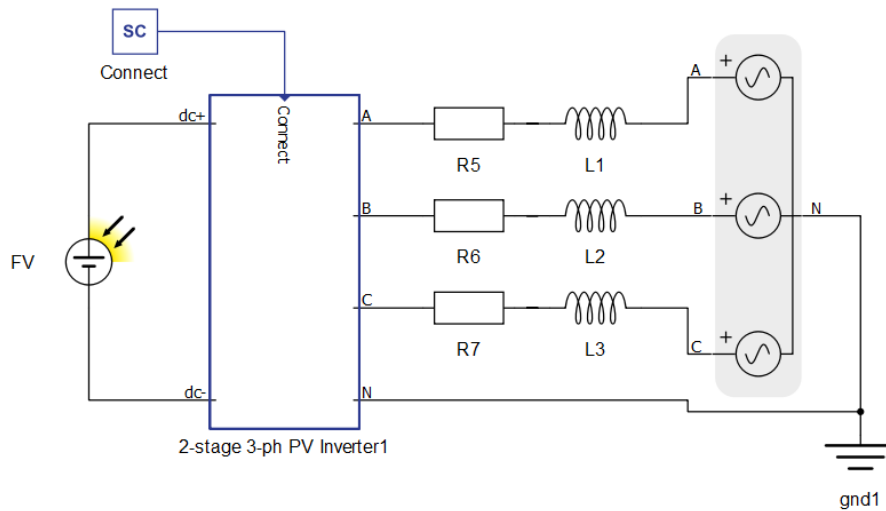 SC
Connect
dc+
Connect
A
R5
L1
A
B
R6
L2
B
N
FV
C
R7
L3
C
dc-
N
2-stage 3-ph PV Inverter1
gnd1
+
+
+